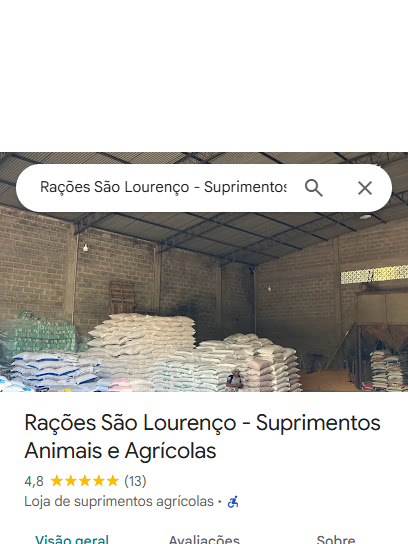 Rações São Lourenço - Suprimentos
Rações São Lourenço - Suprimentos
Animais e Agrícolas
4,8 (13)
Loja de suprimentos agrícolas ·
Visão geral Avaliações Sobre